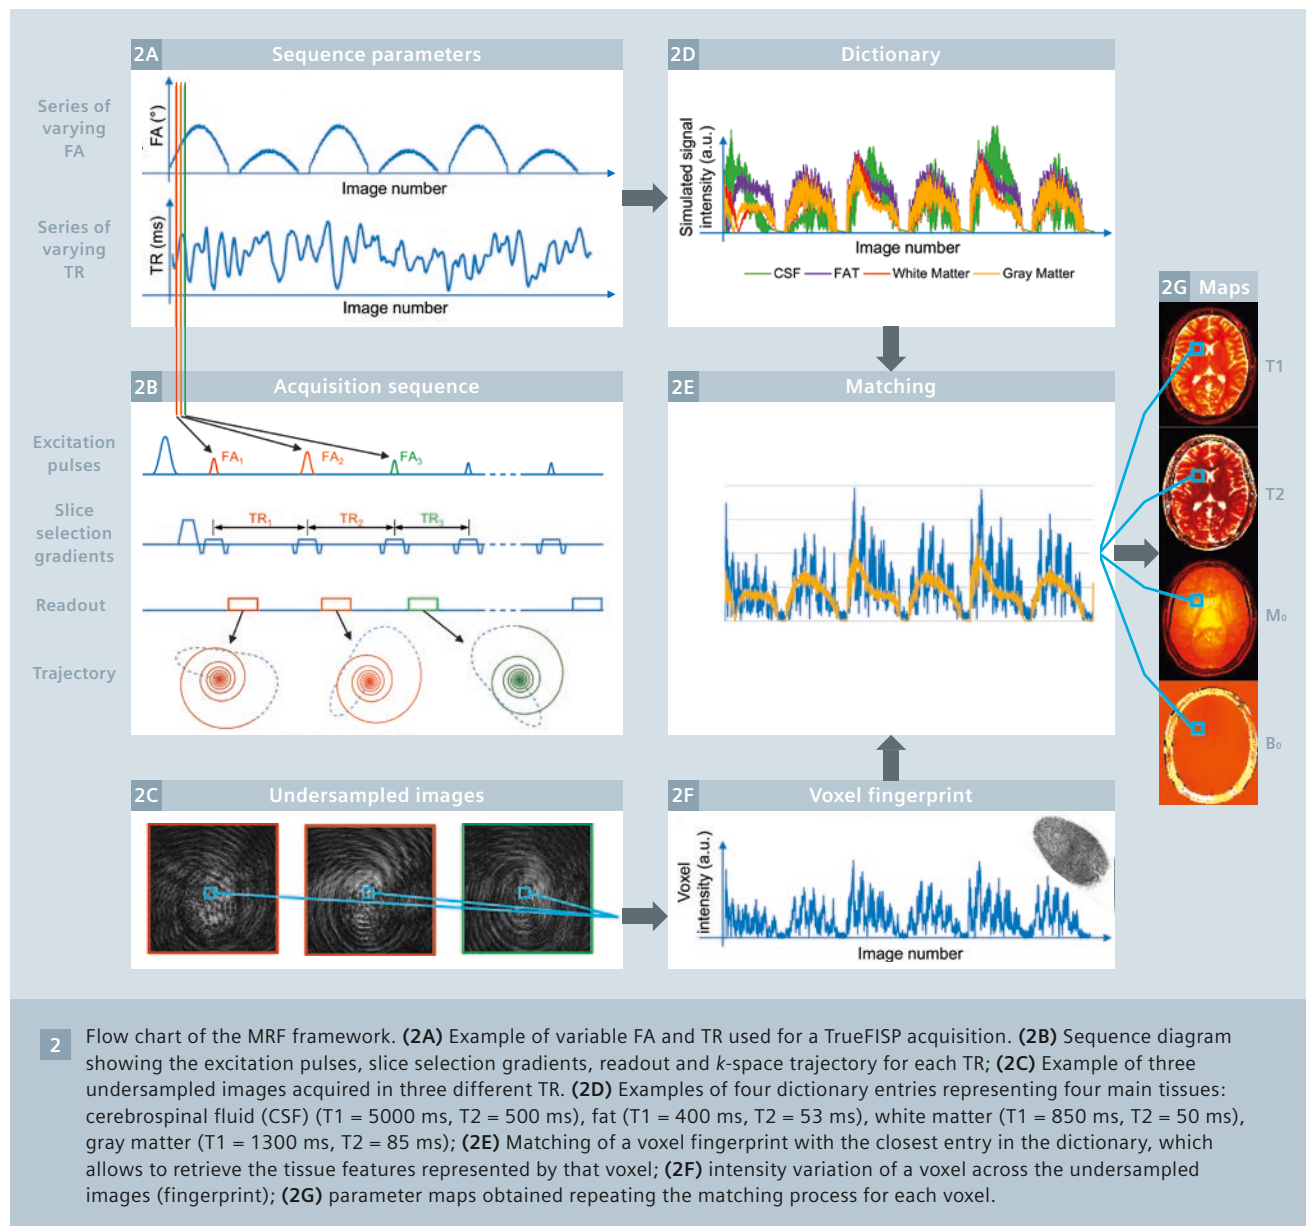 2A Sequence parameters
Series of
varying
FA
FA (°)
Image number
Series of
varying
TR
TR (ms)
Image number
2D Dictionary
Simulated signal
intensity (a.u.)
Image number
CSF FAT White Matter Gray Matter
2B Acquisition sequence
Excitation
pulses
FA₁ FA₂ FA₃
Slice
selection
gradients
TR₁ TR₂ TR₃
Readout
Trajectory
2E Matching
2G Maps
T1
T2
M₀
B₀
2C Undersampled images
2F Voxel fingerprint
Voxel
intensity (a.u.)
Image number
2 Flow chart of the MRF framework. (2A) Example of variable FA and TR used for a TrueFISP acquisition. (2B) Sequence diagram
showing the excitation pulses, slice selection gradients, readout and k-space trajectory for each TR; (2C) Example of three
undersampled images acquired in three different TR. (2D) Examples of four dictionary entries representing four main tissues:
cerebrospinal fluid (CSF) (T1 = 5000 ms, T2 = 500 ms), fat (T1 = 400 ms, T2 = 53 ms), white matter (T1 = 850 ms, T2 = 50 ms),
gray matter (T1 = 1300 ms, T2 = 85 ms); (2E) Matching of a voxel fingerprint with the closest entry in the dictionary, which
allows to retrieve the tissue features represented by that voxel; (2F) intensity variation of a voxel across the undersampled
images (fingerprint); (2G) parameter maps obtained repeating the matching process for each voxel.